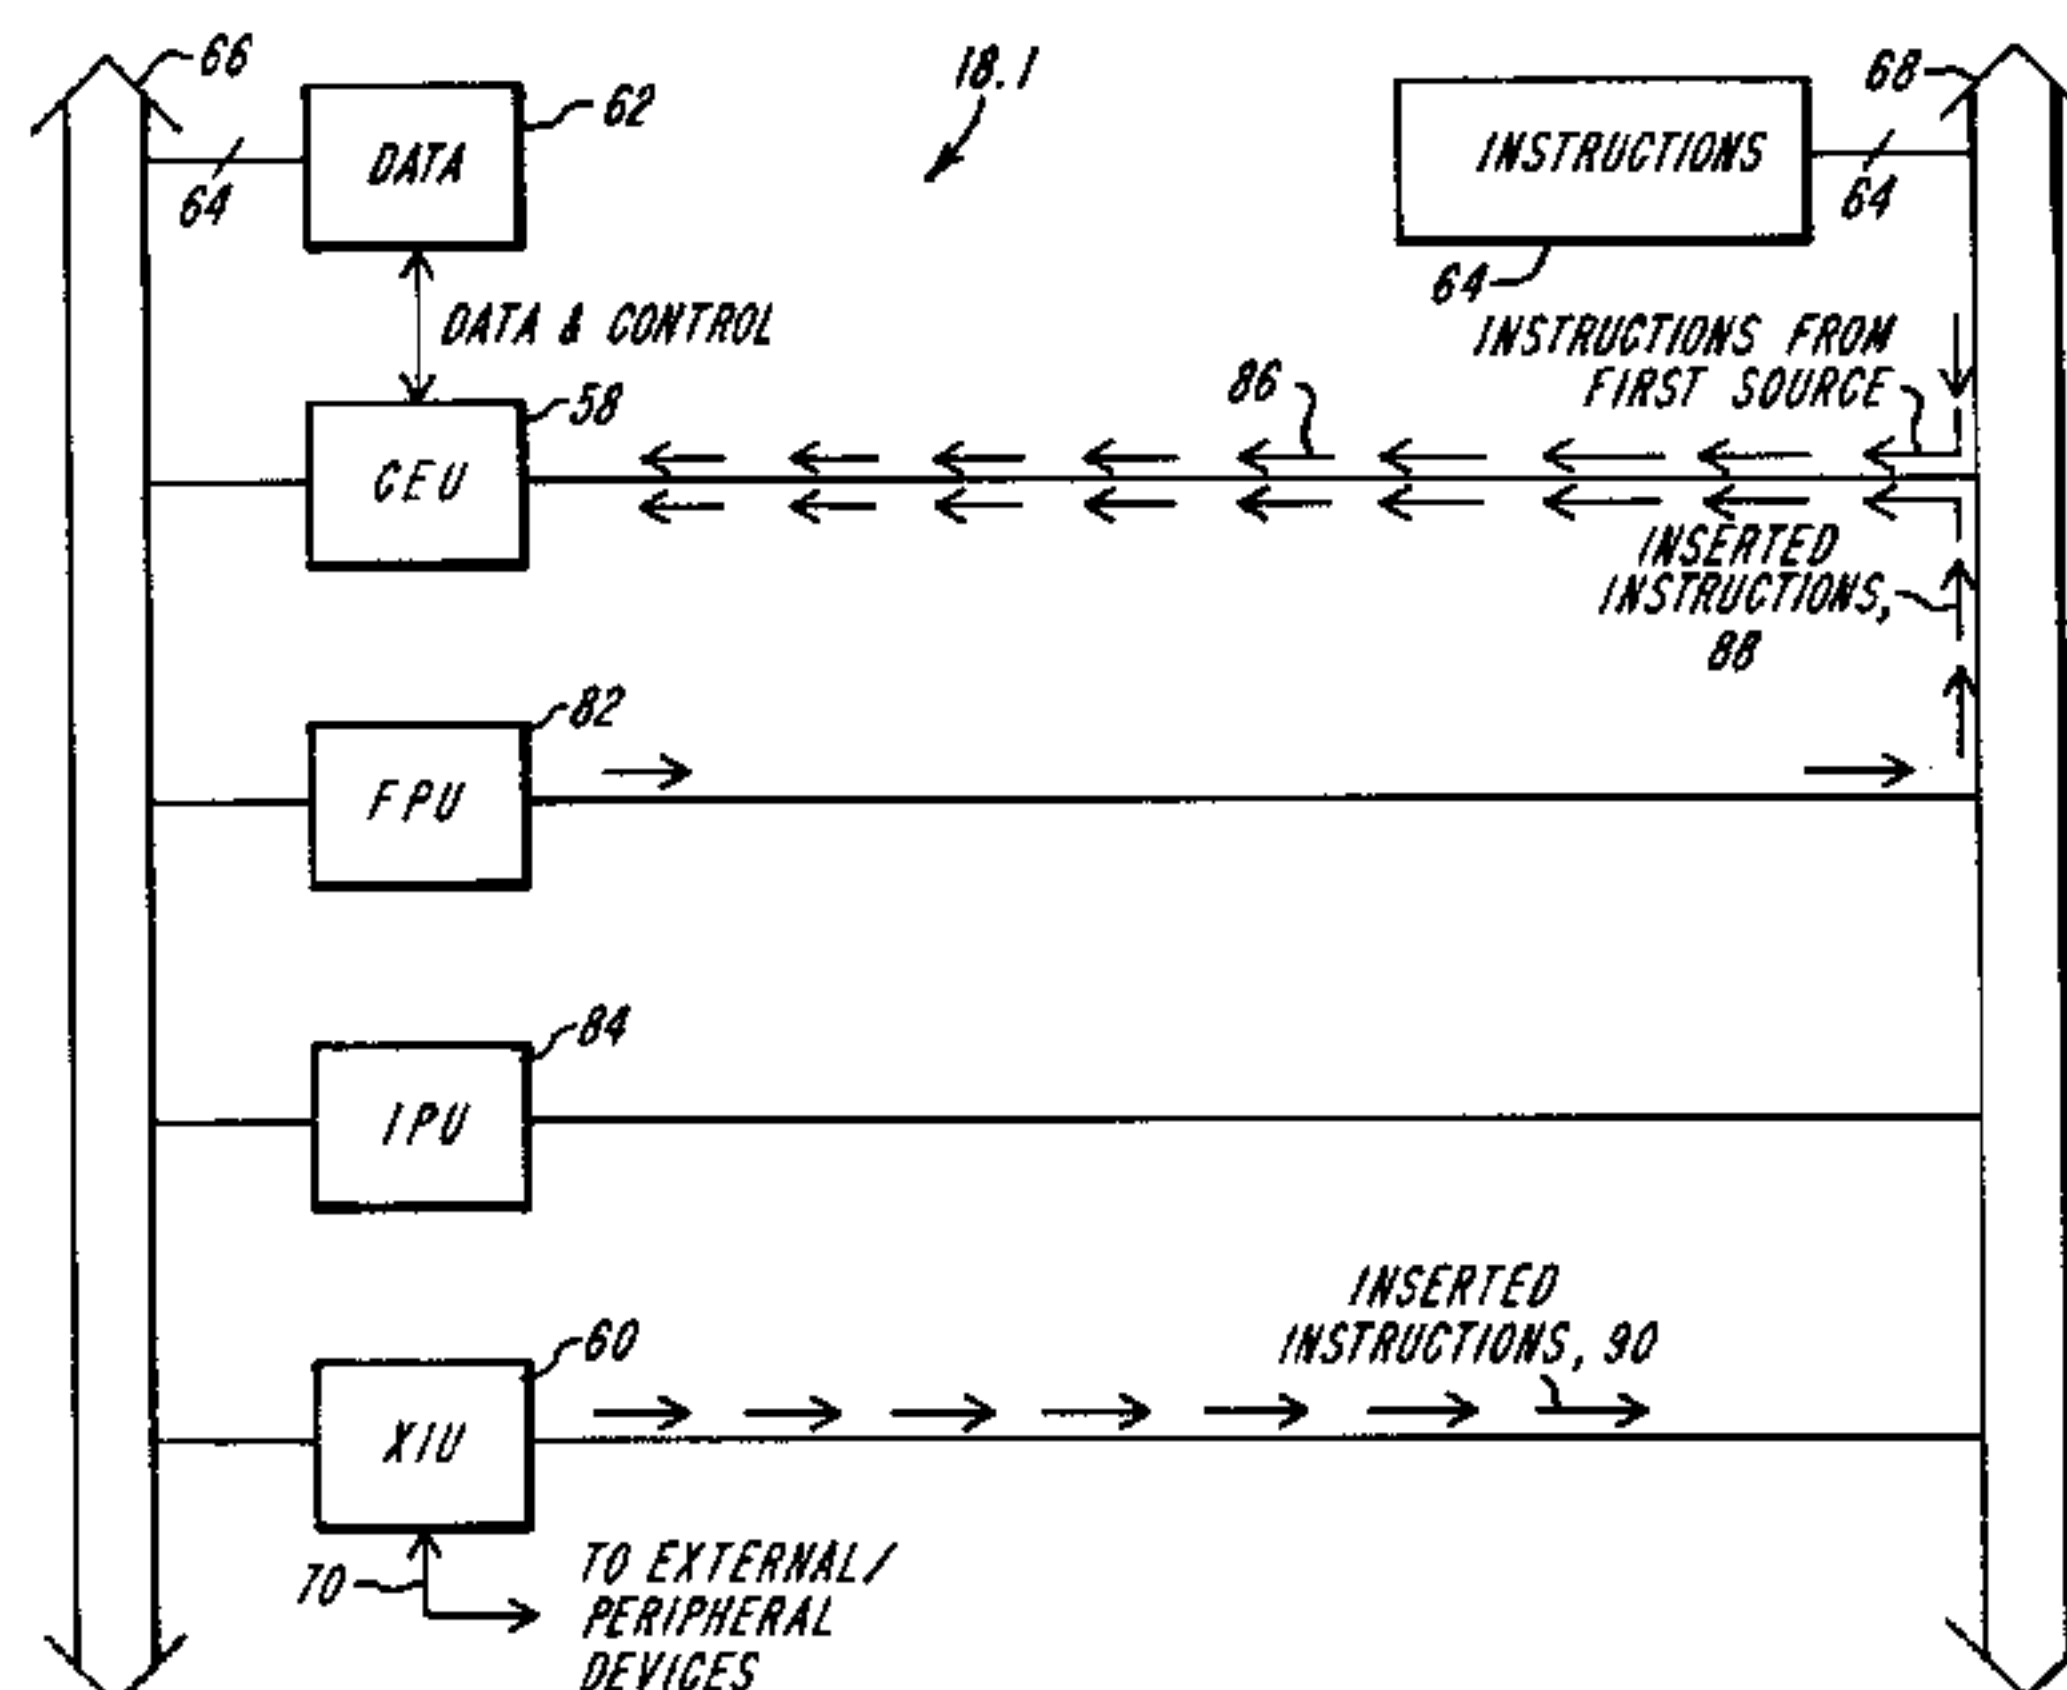 66
62
18.1
68
DATA
INSTRUCTIONS
64
64
64
DATA & CONTROL
INSTRUCTIONS FROM
FIRST SOURCE
86
58
CEU
INSERTED
INSTRUCTIONS,
88
82
FPU
84
IPU
INSERTED
INSTRUCTIONS, 90
60
XIU
70
TO EXTERNAL/
PERIPHERAL
DEVICES